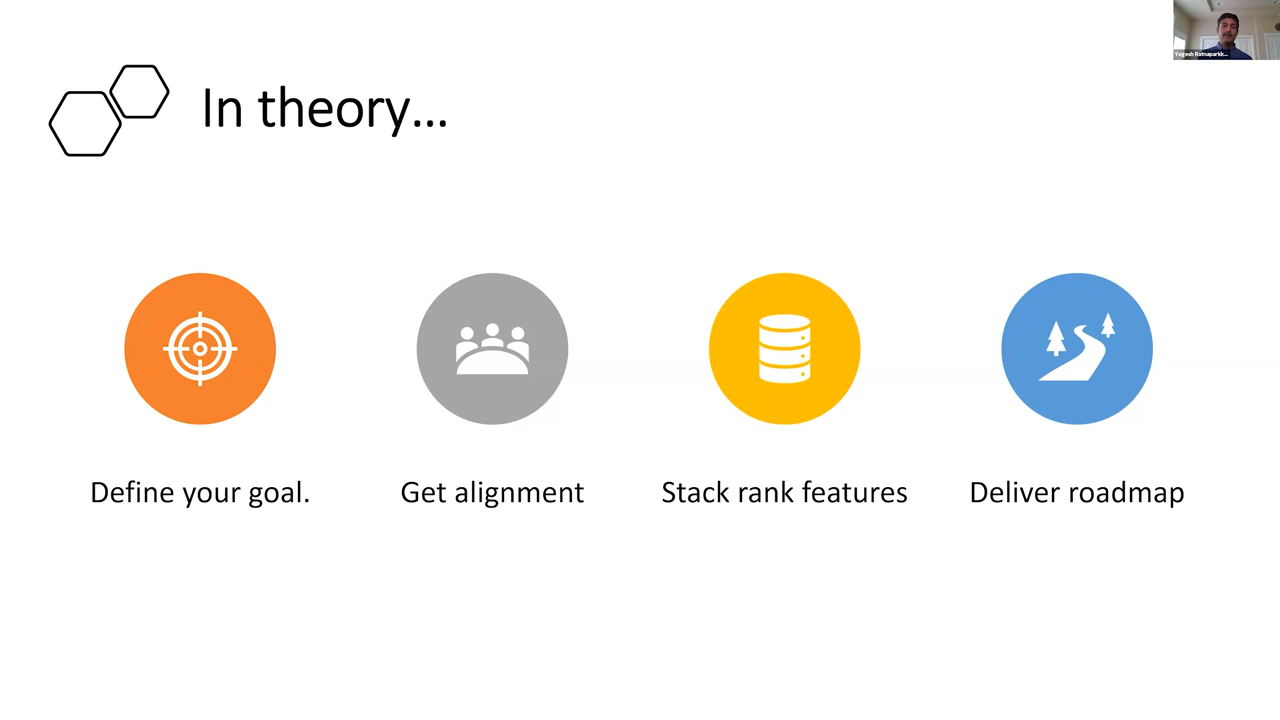 In theory...
Define your goal.
Get alignment
Stack rank features
Deliver roadmap